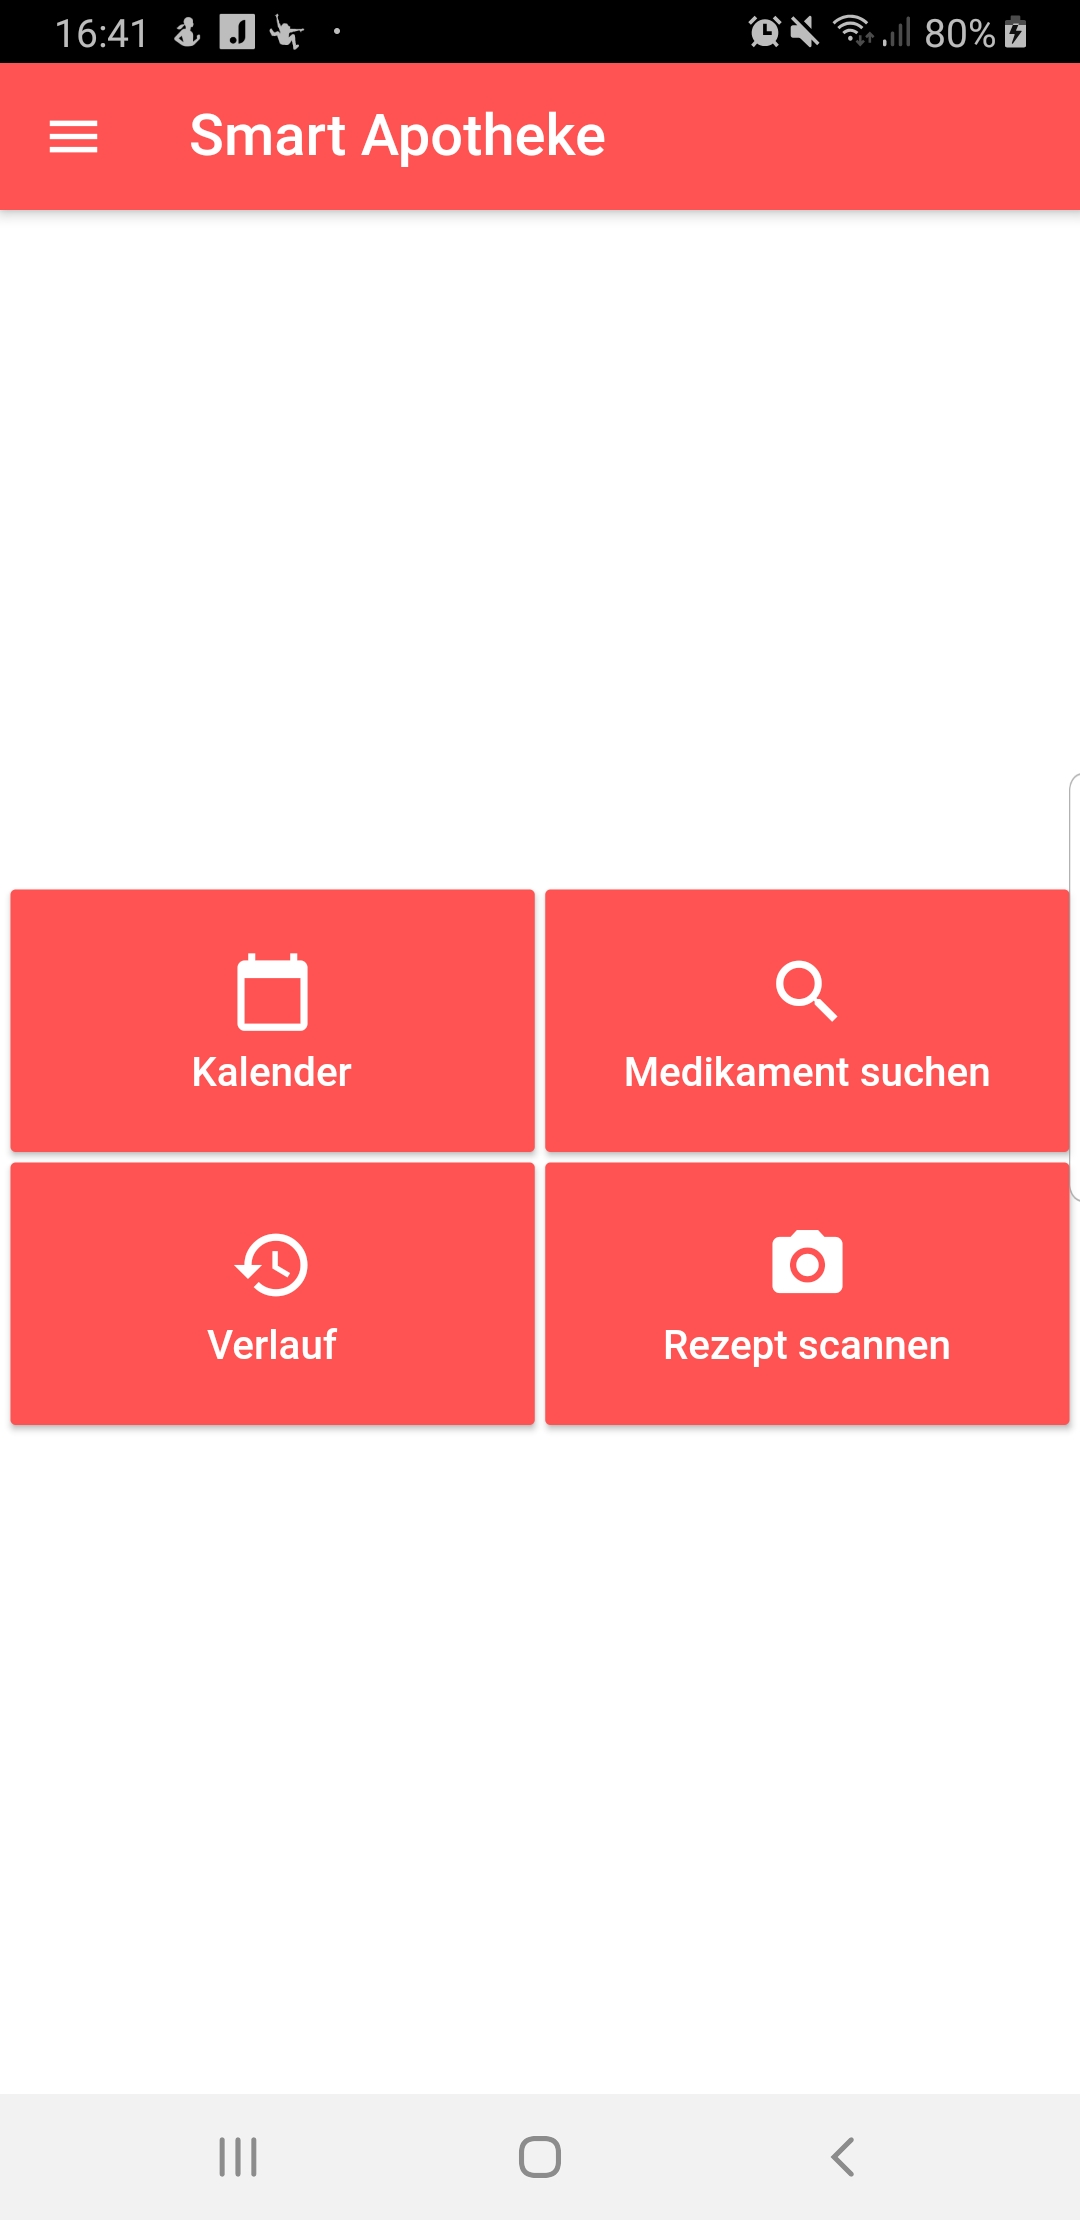 16:41
80%
Smart Apotheke
Kalender
Medikament suchen
Verlauf
Rezept scannen